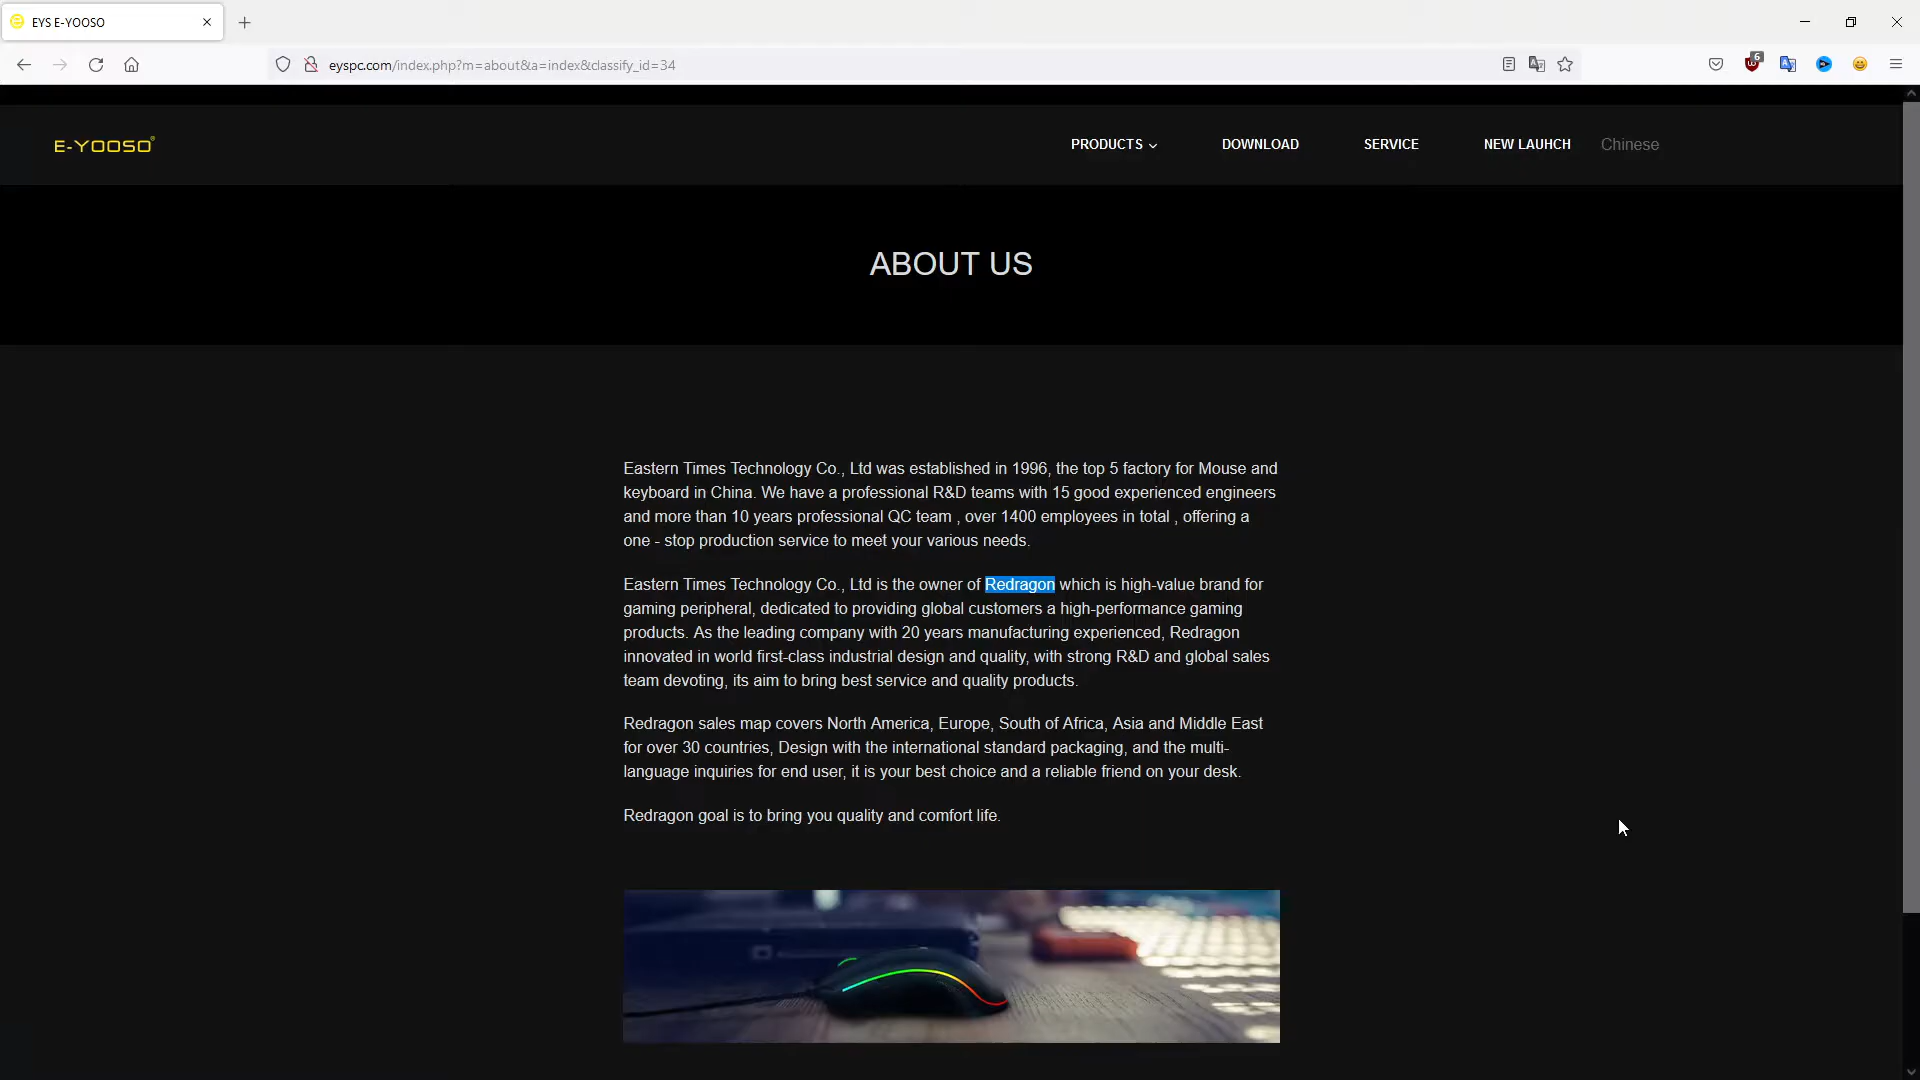 EYS E-YOOSO
eyspc.com/index.php?m=about&a=index&classify_id=34
6
E-YOOSO®
PRODUCTS
DOWNLOAD
SERVICE
NEW LAUHCH
Chinese
ABOUT US
Eastern Times Technology Co., Ltd was established in 1996, the top 5 factory for Mouse and
keyboard in China. We have a professional R&D teams with 15 good experienced engineers
and more than 10 years professional QC team , over 1400 employees in total , offering a
one - stop production service to meet your various needs.
Eastern Times Technology Co., Ltd is the owner of Redragon which is high-value brand for
gaming peripheral, dedicated to providing global customers a high-performance gaming
products. As the leading company with 20 years manufacturing experienced, Redragon
innovated in world first-class industrial design and quality, with strong R&D and global sales
team devoting, its aim to bring best service and quality products.
Redragon sales map covers North America, Europe, South of Africa, Asia and Middle East
for over 30 countries, Design with the international standard packaging, and the multi-
language inquiries for end user, it is your best choice and a reliable friend on your desk.
Redragon goal is to bring you quality and comfort life.